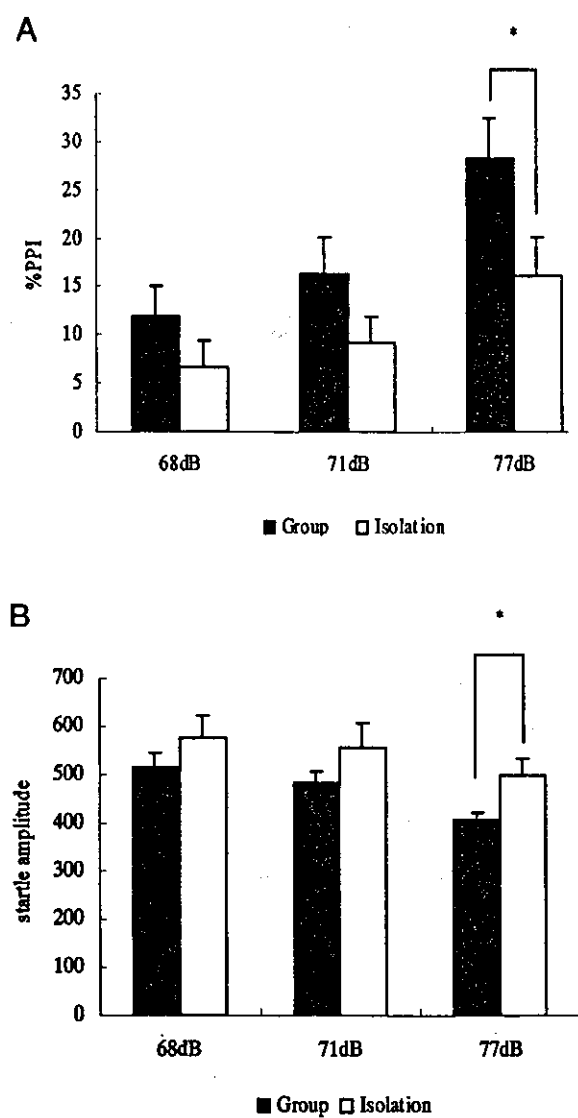 A
*
35
30
25
20
15
10
5
0
%PPI
68dB 71dB 77dB
■ Group □ Isolation
B
*
700
600
500
400
300
200
100
0
startle amplitude
68dB 71dB 77dB
■ Group □ Isolation